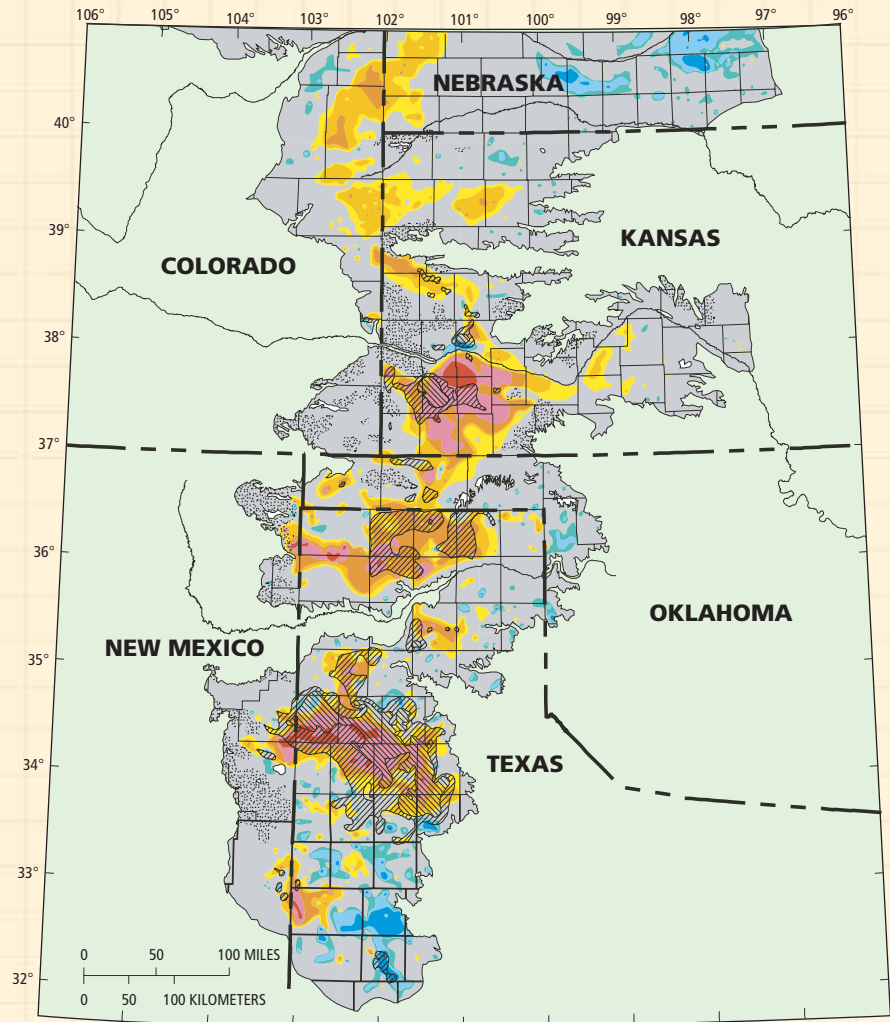 106° 105° 104° 103° 102° 101° 100° 99° 98° 97° 96°
NEBRASKA
40°
39°
KANSAS
COLORADO
38°
37°
36°
OKLAHOMA
NEW MEXICO
35°
TEXAS
34°
33°
0 50 100 MILES
32°
0 50 100 KILOMETERS